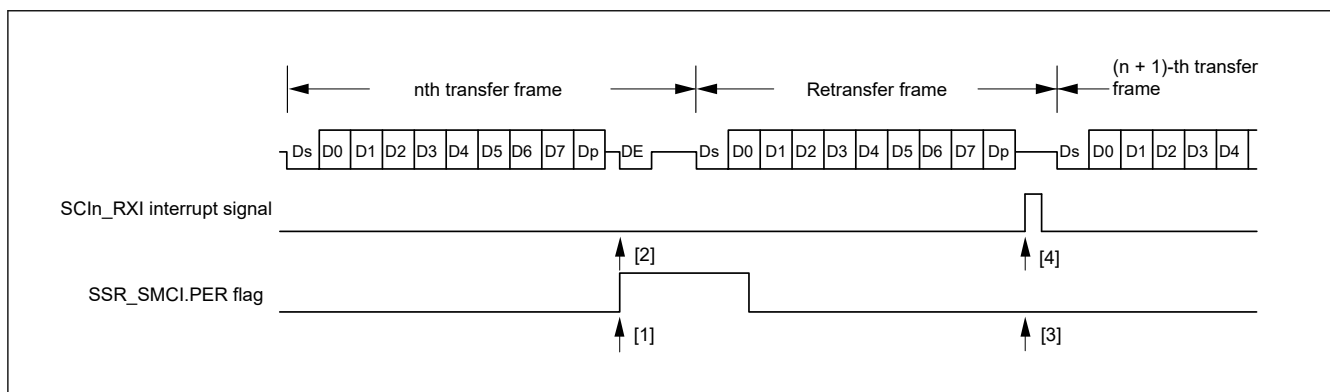 nth transfer frame
Retransfer frame
(n + 1)-th transfer
frame
Ds D0 D1 D2 D3 D4 D5 D6 D7 Dp DE Ds D0 D1 D2 D3 D4 D5 D6 D7 Dp Ds D0 D1 D2 D3 D4
SCIn_RXI interrupt signal
[2] [4]
SSR_SMCI.PER flag
[1] [3]